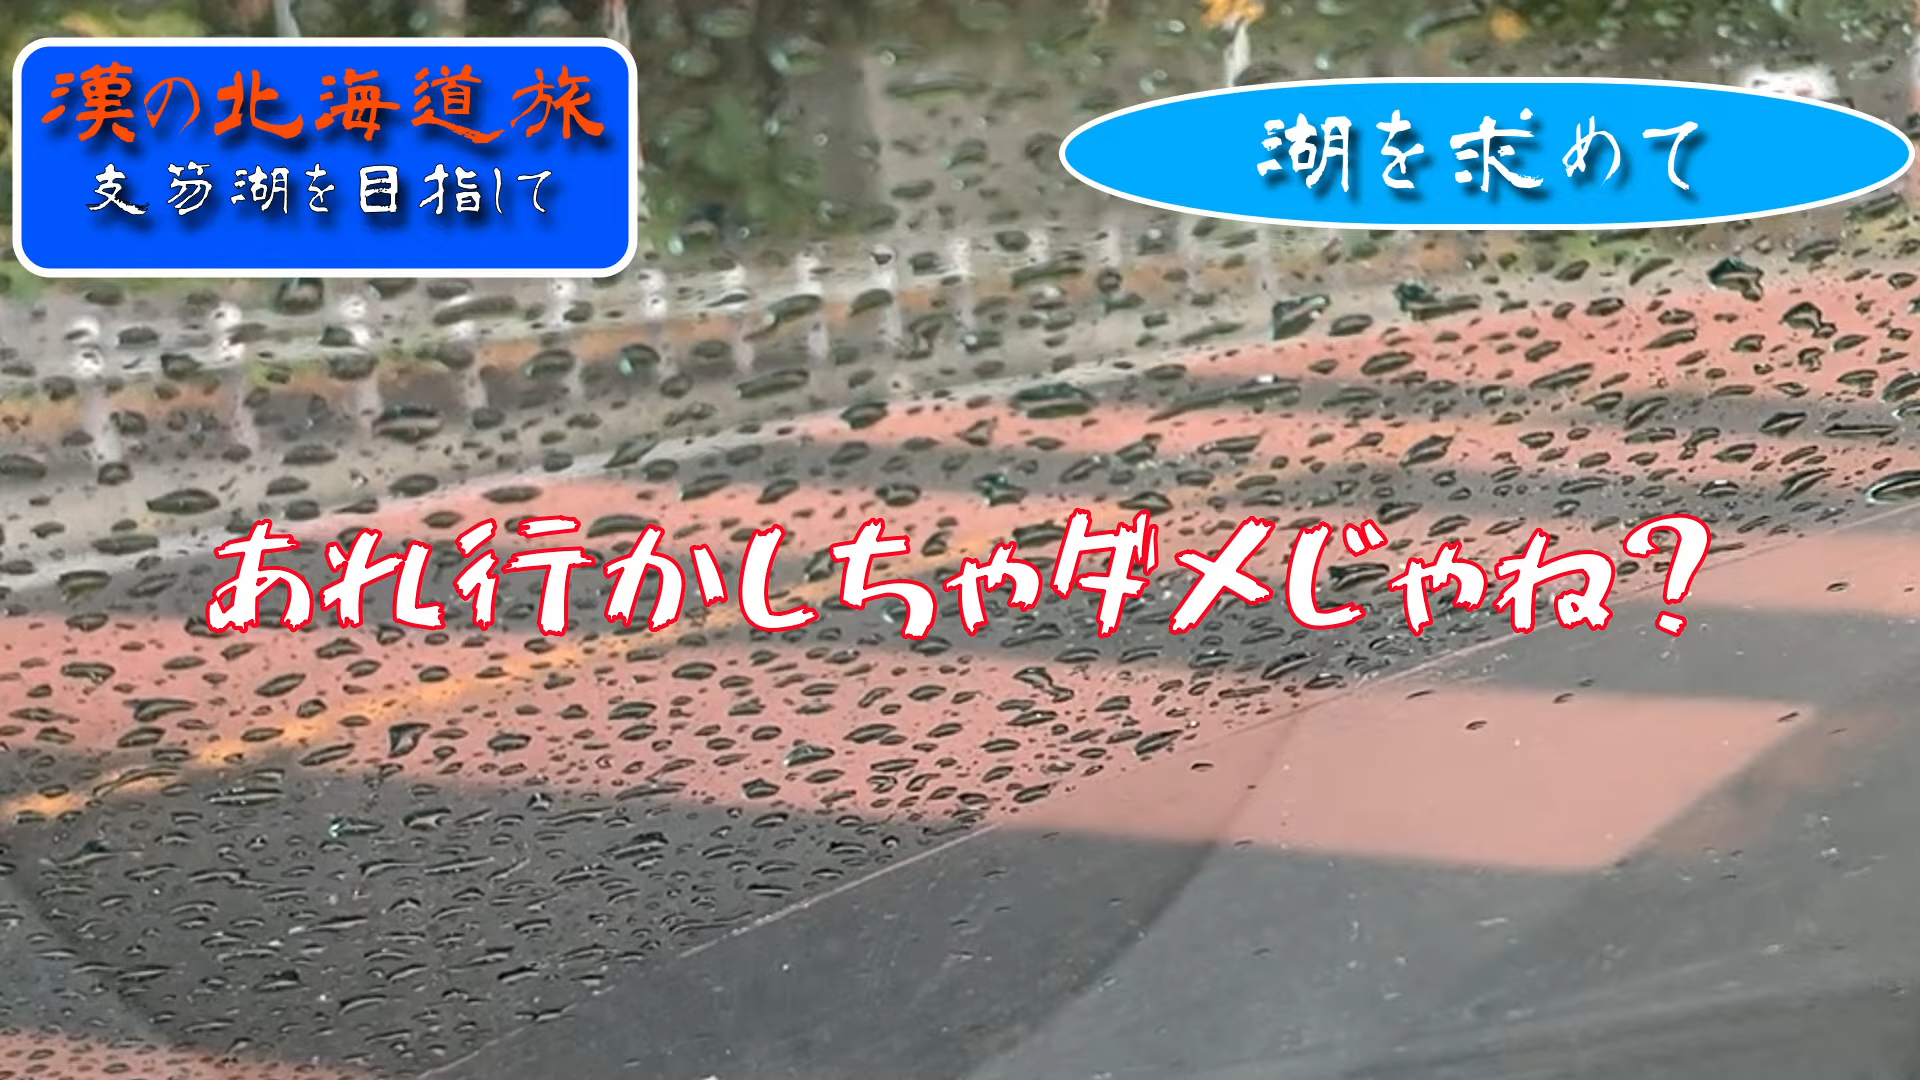 漢の北海道旅
支笏湖を目指して
湖を求めて
あれ行かしちゃダメじゃね?